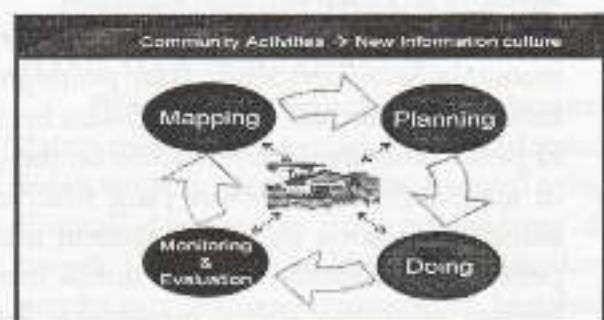 Community Activities -> New Information culture
Mapping
Planning
Monitoring
&
Evaluation
Doing